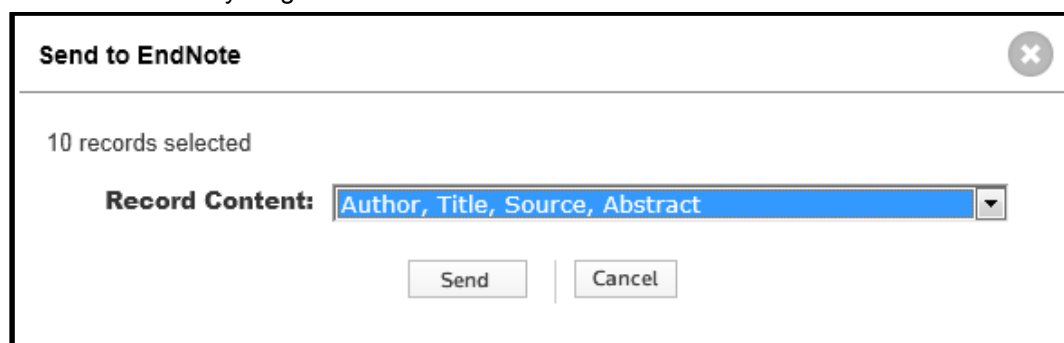 Send to EndNote
10 records selected
Record Content: Author, Title, Source, Abstract
Send Cancel